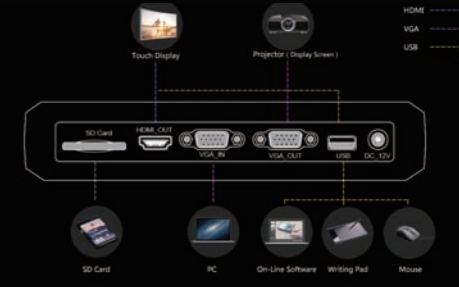 HDMI
VGA
USB
Touch Display
Projector ( Display Screen )
SD Card
HDMI_OUT
VGA_IN
VGA_OUT
USB
DC_12V
SD Card
PC
On-Line Software
Writing Pad
Mouse